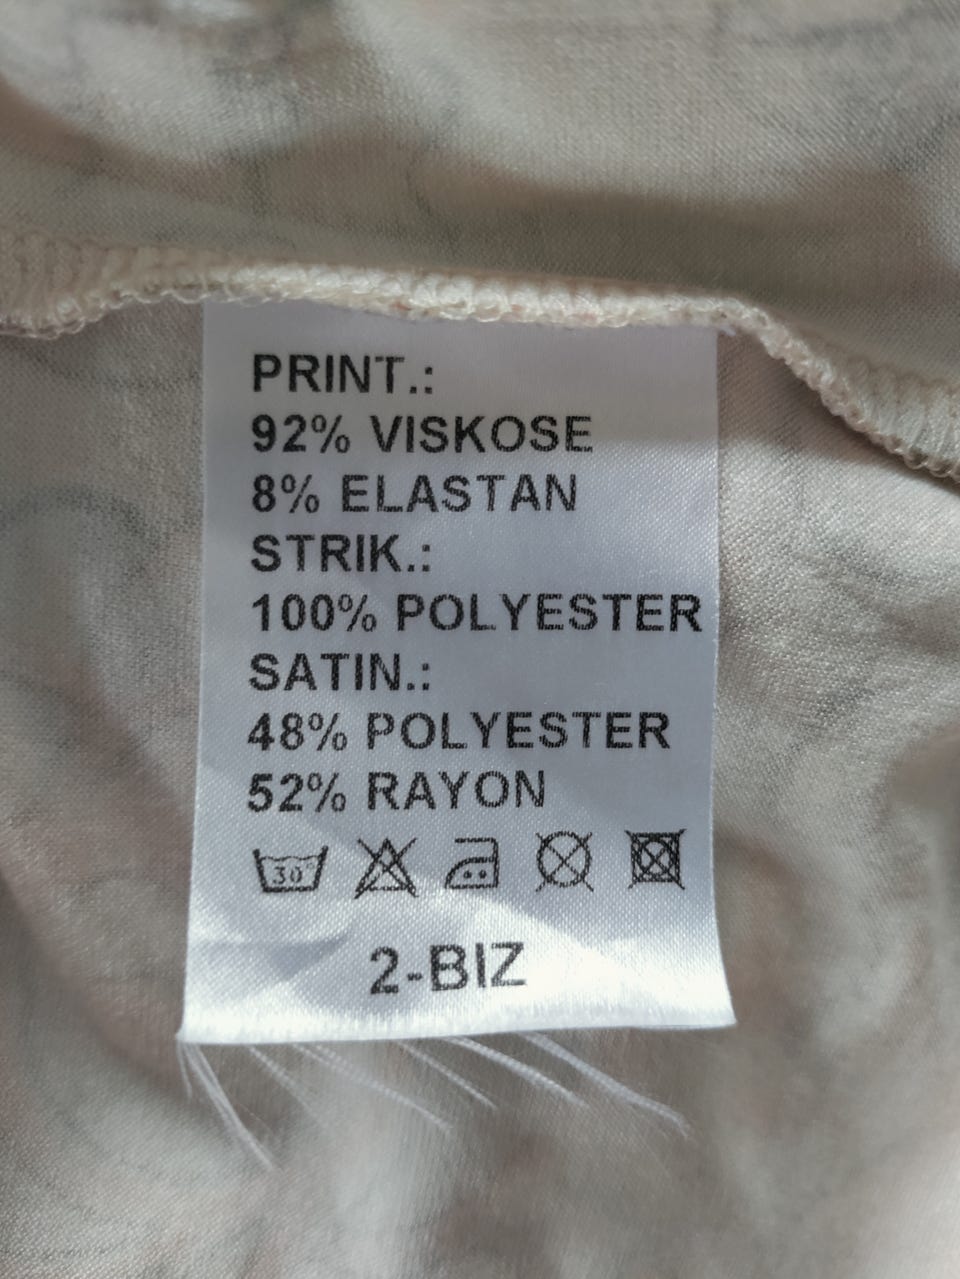 PRINT.:
92% VISKOSE
8% ELASTAN
STRIK.:
100% POLYESTER
SATIN.:
48% POLYESTER
52% RAYON
30°
2-BIZ